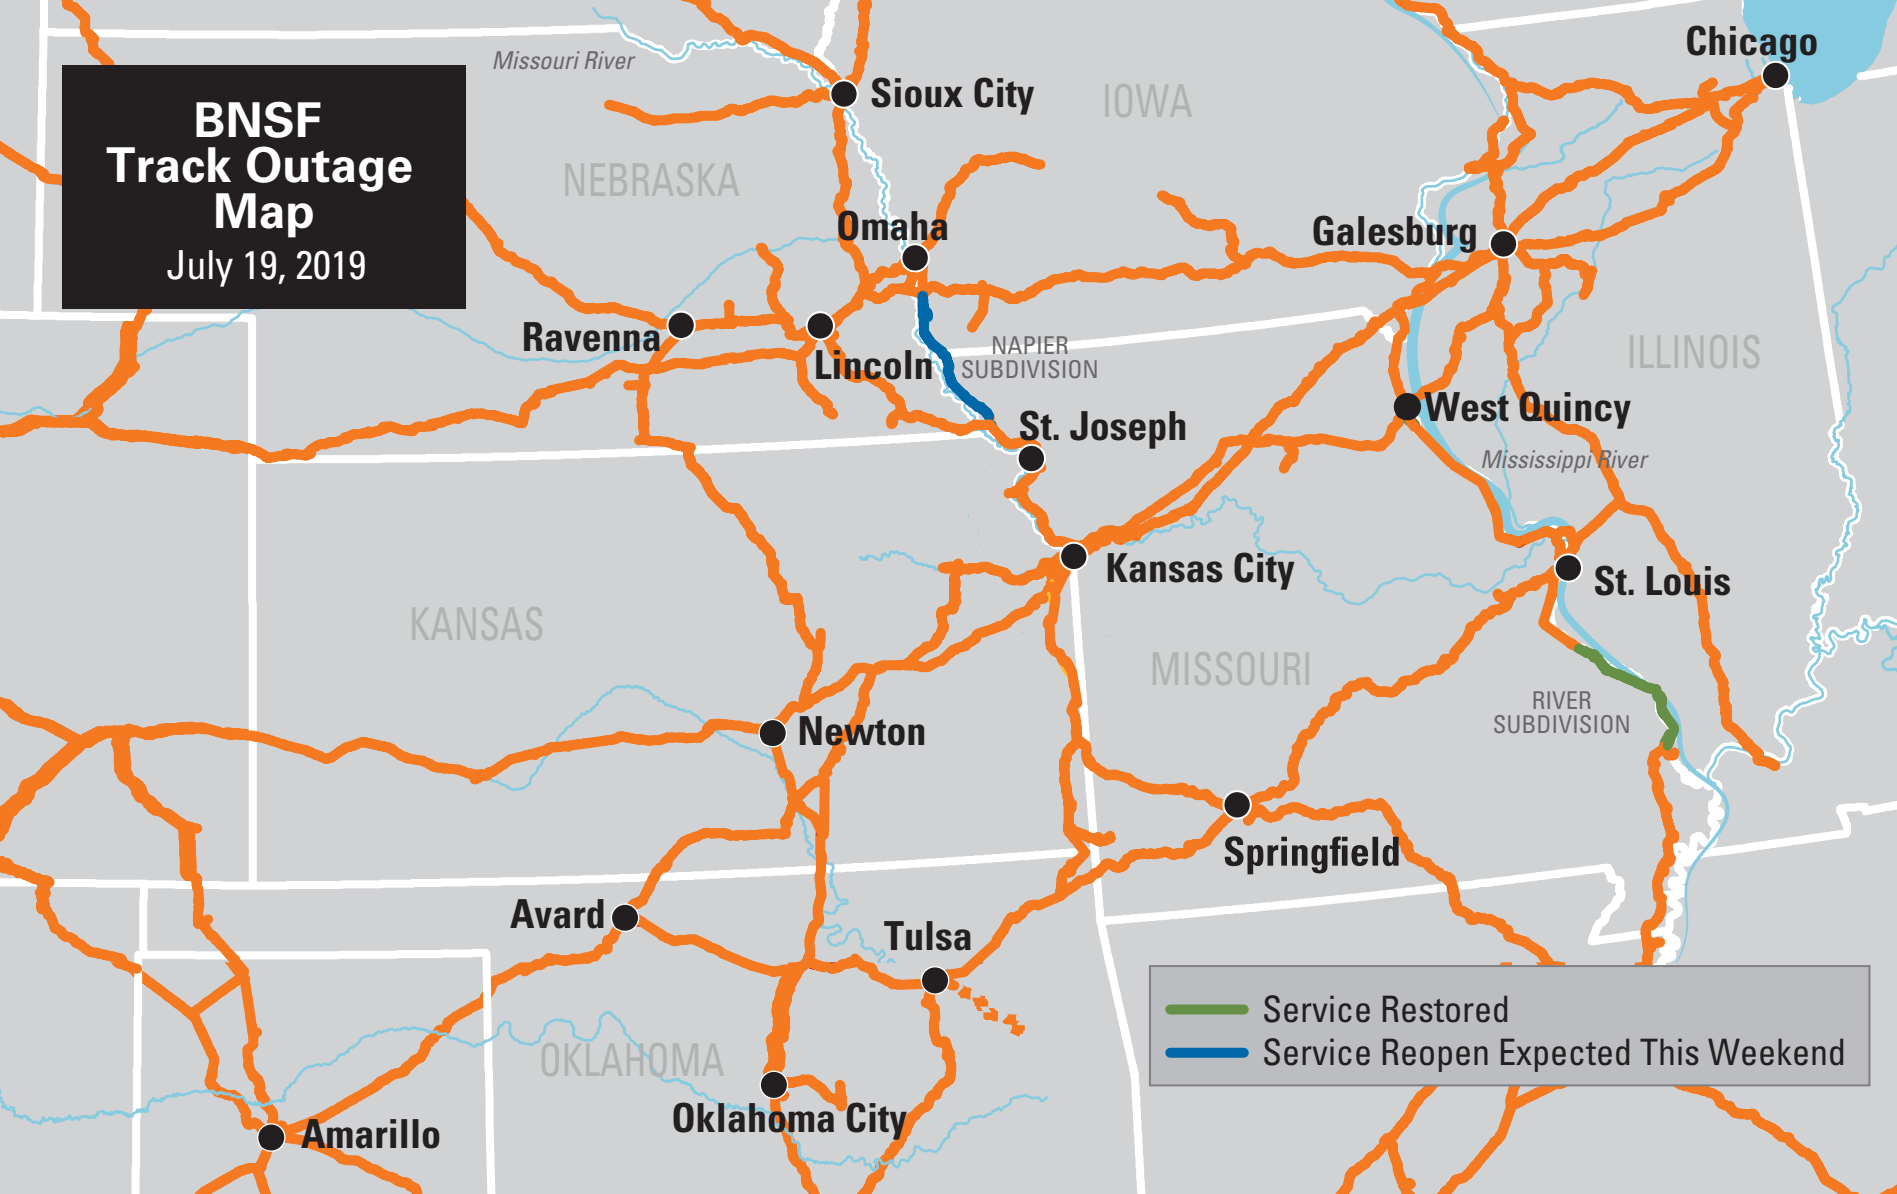 BNSF
Track Outage
Map
July 19, 2019
Missouri River
Chicago
Sioux City
IOWA
NEBRASKA
Omaha
Galesburg
Ravenna
Lincoln
NAPIER
SUBDIVISION
ILLINOIS
St. Joseph
West Quincy
Mississippi River
Kansas City
St. Louis
KANSAS
MISSOURI
RIVER
SUBDIVISION
Newton
Springfield
Avard
Tulsa
OKLAHOMA
Oklahoma City
Amarillo
Service Restored
Service Reopen Expected This Weekend